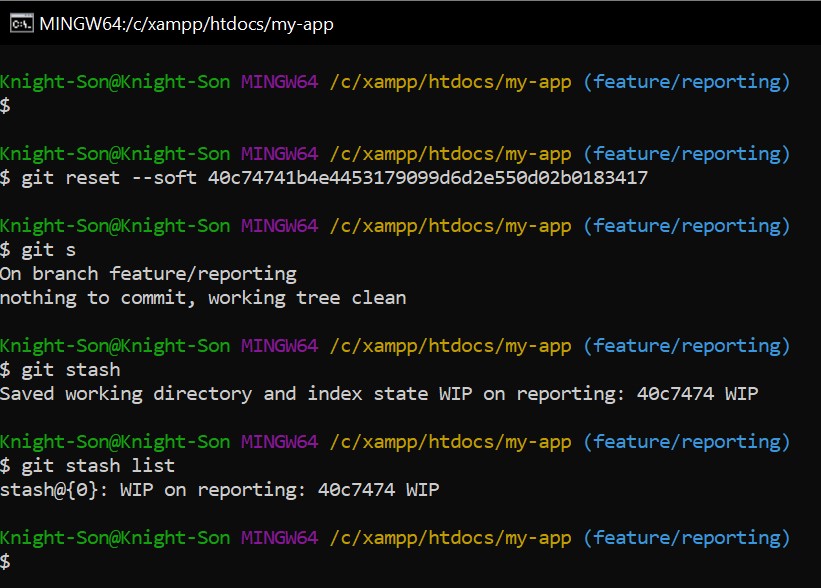 MINGW64:/c/xampp/htdocs/my-app
Knight-Son@Knight-Son MINGW64 /c/xampp/htdocs/my-app (feature/reporting)
$
Knight-Son@Knight-Son MINGW64 /c/xampp/htdocs/my-app (feature/reporting)
$ git reset --soft 40c74741b4e4453179099d6d2e550d02b0183417
Knight-Son@Knight-Son MINGW64 /c/xampp/htdocs/my-app (feature/reporting)
$ git s
On branch feature/reporting
nothing to commit, working tree clean
Knight-Son@Knight-Son MINGW64 /c/xampp/htdocs/my-app (feature/reporting)
$ git stash
Saved working directory and index state WIP on reporting: 40c7474 WIP
Knight-Son@Knight-Son MINGW64 /c/xampp/htdocs/my-app (feature/reporting)
$ git stash list
stash@{0}: WIP on reporting: 40c7474 WIP
Knight-Son@Knight-Son MINGW64 /c/xampp/htdocs/my-app (feature/reporting)
$